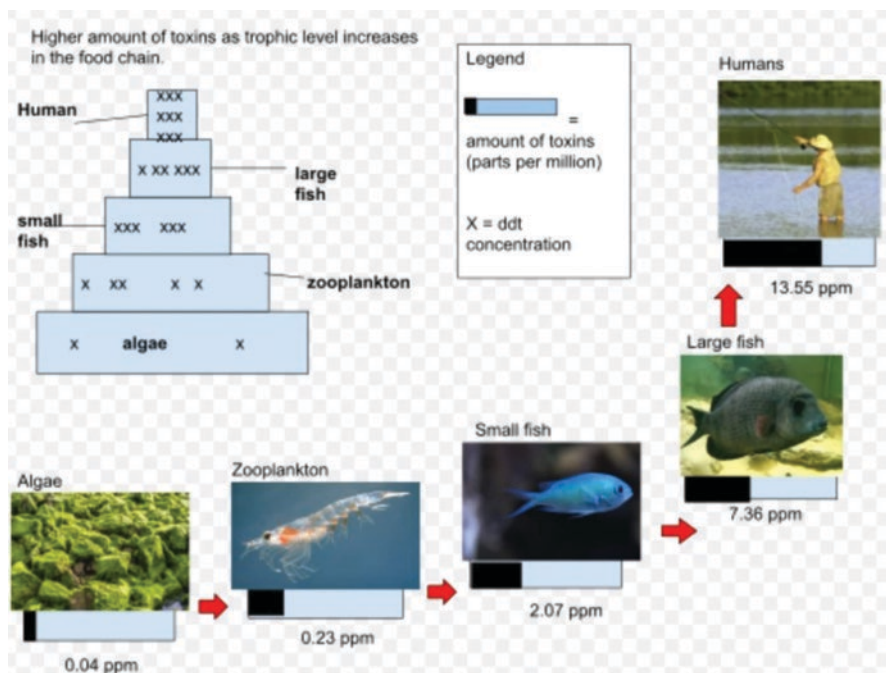 Higher amount of toxins as trophic level increases
in the food chain.
Human
XXX
XXX
XXX
X XX XXX
large
fish
small
fish
XXX XXX
X XX X X
zooplankton
X algae X
Legend
=
amount of toxins
(parts per million)
X = ddt
concentration
Humans
13.55 ppm
Large fish
7.36 ppm
Small fish
2.07 ppm
Zooplankton
0.23 ppm
Algae
0.04 ppm